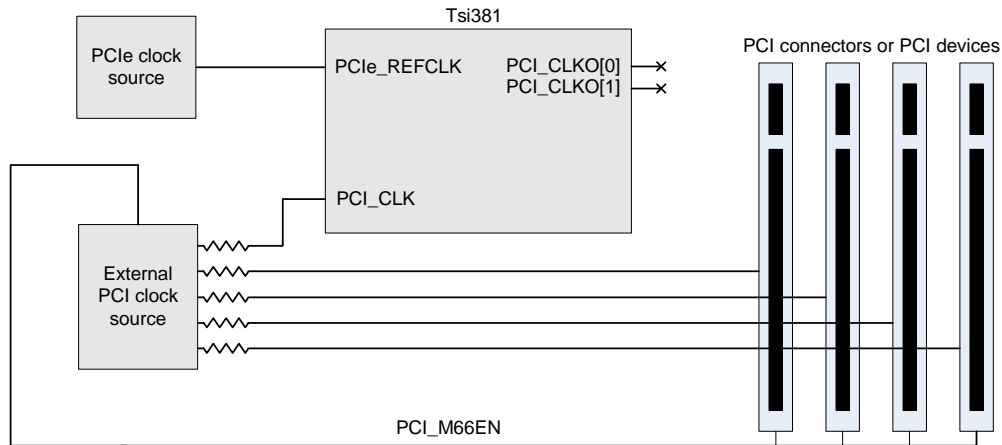 Tsi381
PCIe clock
source
PCIe_REFCLK
PCI_CLKO[0]
PCI_CLKO[1]
PCI connectors or PCI devices
PCI_CLK
External
PCI clock
source
PCI_M66EN